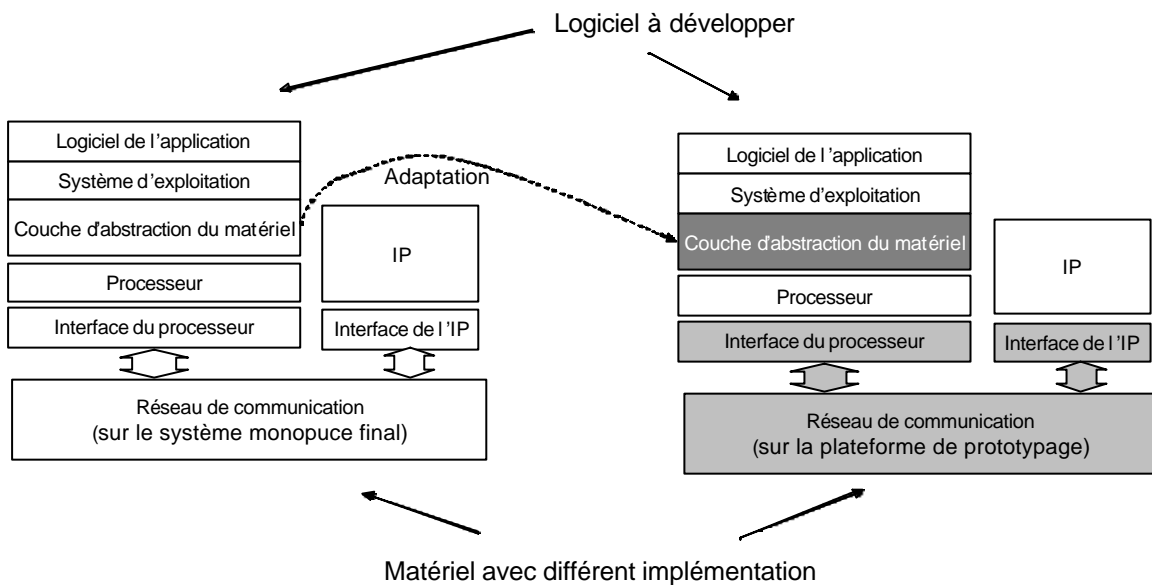 Logiciel à développer
Logiciel de l'application
Système d'exploitation
Couche d'abstraction du matériel
Processeur
Interface du processeur
IP
Interface de l'IP
Réseau de communication
(sur le système monopuce final)
Adaptation
Logiciel de l'application
Système d'exploitation
Couche d'abstraction du matériel
Processeur
Interface du processeur
IP
Interface de l'IP
Réseau de communication
(sur la plateforme de prototypage)
Matériel avec différent implémentation